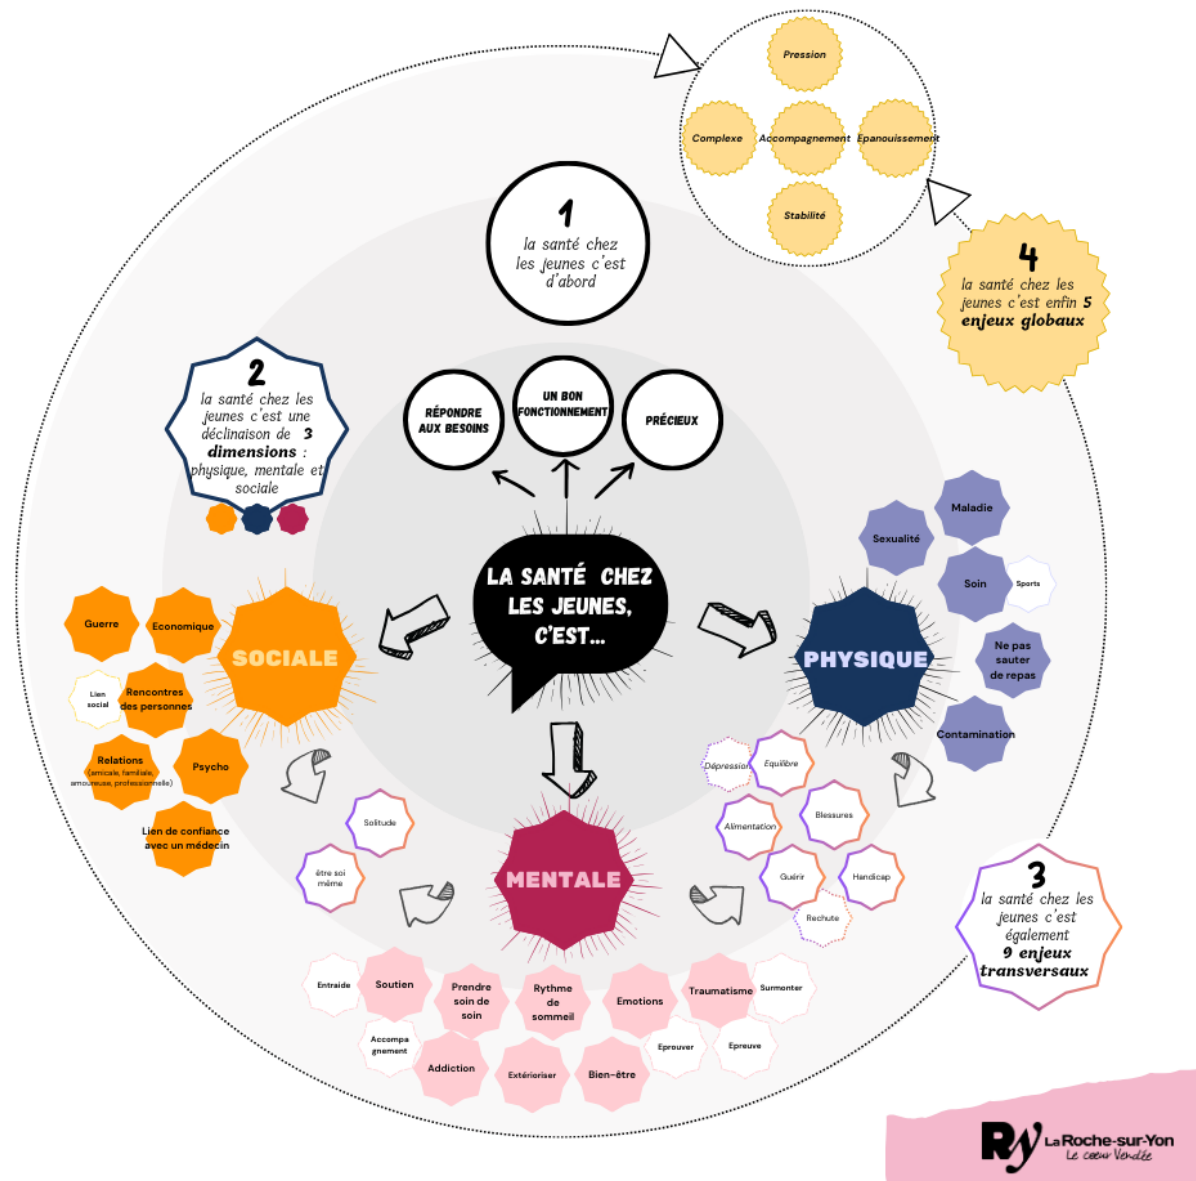 Pression
Complexe
Accompagnement
Epanouissement
Stabilité
1
la santé chez
les jeunes c'est
d'abord
4
la santé chez les
jeunes c'est enfin 5
enjeux globaux
2
la santé chez les
jeunes c'est une
déclinaison de 3
dimensions :
physique, mentale et
sociale
RÉPONDRE
AUX BESOINS
UN BON
FONCTIONNEMENT
PRÉCIEUX
LA SANTÉ CHEZ
LES JEUNES,
C'EST...
Maladie
Sexualité
Soin
Sports
Ne pas
sauter
de repas
Contamination
PHYSIQUE
Guerre
Economique
SOCIALE
Lien
social
Rencontres
des personnes
Relations
(amicale, familiale,
amoureuse, professionnelle)
Psycho
Lien de confiance
avec un médecin
Solitude
être soi
même
MENTALE
Dépression
Equilibre
Alimentation
Blessures
Guérir
Handicap
Rechute
3
la santé chez les
jeunes c'est
également
9 enjeux
transversaux
Entraide
Soutien
Prendre
soin de
soin
Rythme
de
sommeil
Emotions
Traumatisme
Surmonter
Accompa
gnement
Addiction
Extérioriser
Bien-être
Eprouver
Epreuve
Ry
La Roche-sur-Yon
Le cœur Vendée